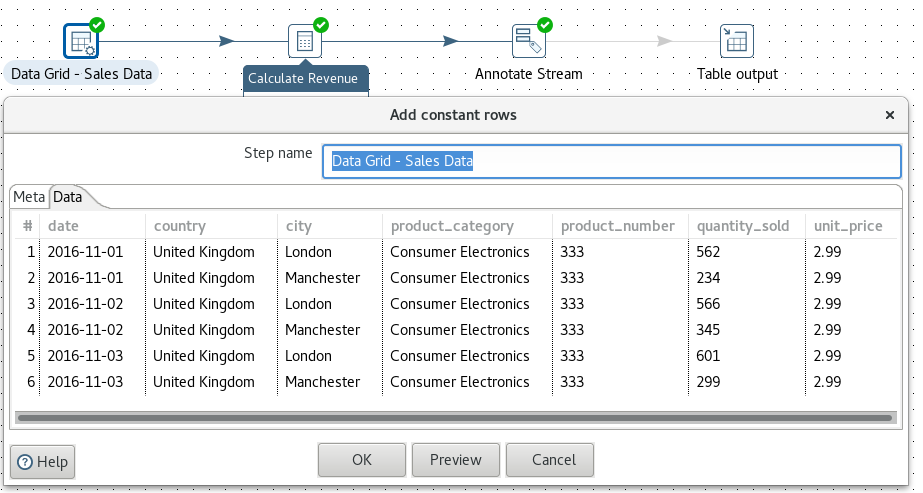 Data Grid - Sales Data
Calculate Revenue
Annotate Stream
Table output
Add constant rows
×
Step name
Data Grid - Sales Data
Meta
Data
# date country city product_category product_number quantity_sold unit_price
1 2016-11-01 United Kingdom London Consumer Electronics 333 562 2.99
2 2016-11-01 United Kingdom Manchester Consumer Electronics 333 234 2.99
3 2016-11-02 United Kingdom London Consumer Electronics 333 566 2.99
4 2016-11-02 United Kingdom Manchester Consumer Electronics 333 345 2.99
5 2016-11-03 United Kingdom London Consumer Electronics 333 601 2.99
6 2016-11-03 United Kingdom Manchester Consumer Electronics 333 299 2.99
? Help
OK
Preview
Cancel